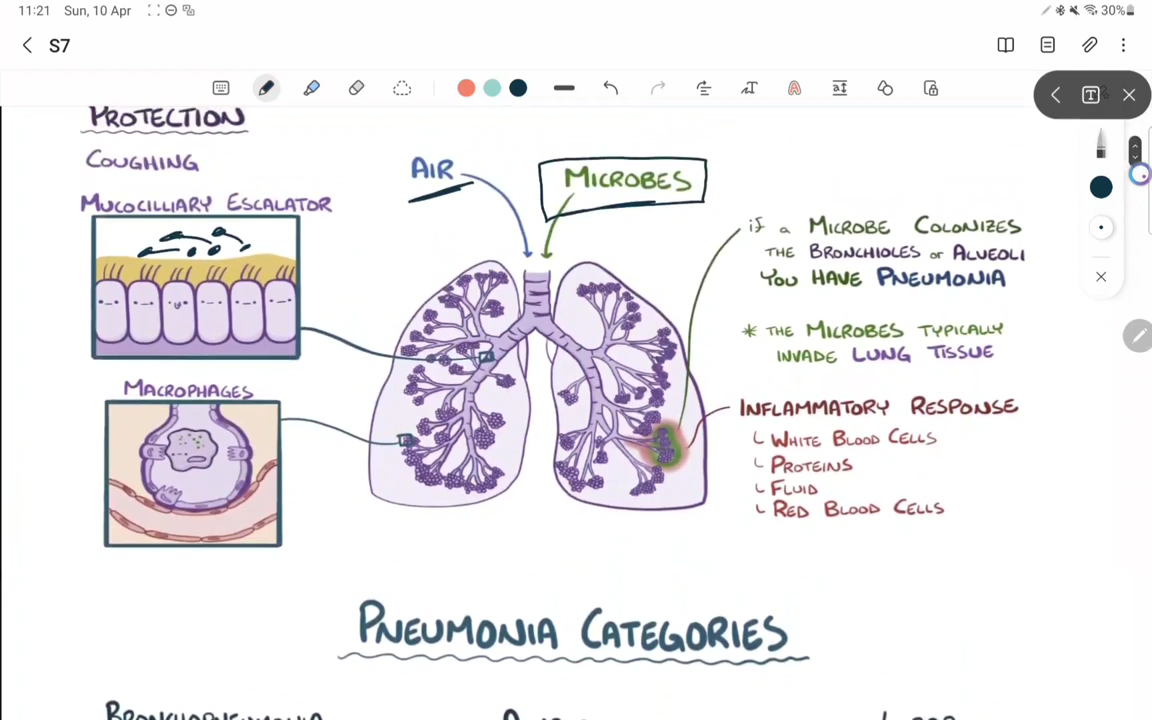 11:21 Sun, 10 Apr
30%
S7
PROTECTION
COUGHING
MUCOCILLIARY ESCALATOR
MACROPHAGES
AIR
MICROBES
if a MICROBE COLONIZES
THE BRONCHIOLES or ALVEOLI
YOU HAVE PNEUMONIA
* THE MICROBES TYPICALLY
INVADE LUNG TISSUE
INFLAMMATORY RESPONSE
WHITE BLOOD CELLS
PROTEINS
FLUID
RED BLOOD CELLS
PNEUMONIA CATEGORIES
BRONCHOPNEUMONIA